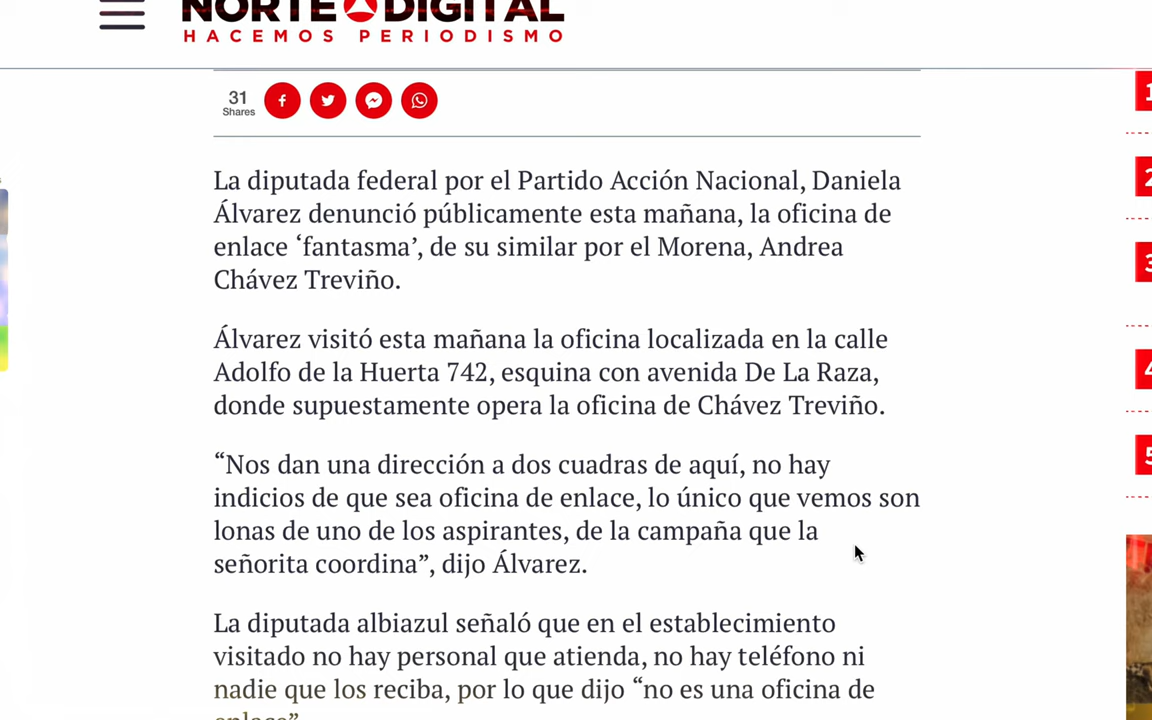 NORTE DIGITAL
HACEMOS PERIODISMO
31
Shares
La diputada federal por el Partido Acción Nacional, Daniela
Álvarez denunció públicamente esta mañana, la oficina de
enlace ‘fantasma’, de su similar por el Morena, Andrea
Chávez Treviño.
Álvarez visitó esta mañana la oficina localizada en la calle
Adolfo de la Huerta 742, esquina con avenida De La Raza,
donde supuestamente opera la oficina de Chávez Treviño.
“Nos dan una dirección a dos cuadras de aquí, no hay
indicios de que sea oficina de enlace, lo único que vemos son
lonas de uno de los aspirantes, de la campaña que la
señorita coordina”, dijo Álvarez.
La diputada albiazul señaló que en el establecimiento
visitado no hay personal que atienda, no hay teléfono ni
nadie que los reciba, por lo que dijo “no es una oficina de
enlace”
1
2
3
4
5